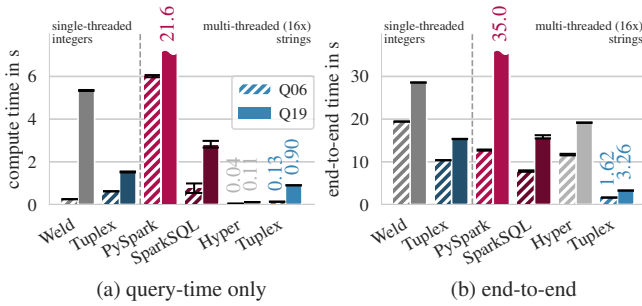 single-threaded
integers
multi-threaded (16x)
strings
21.6
compute time in s
6
4
2
0
Q06
Q19
0.04
0.11
0.13
0.90
Weld
Tuplex
PySpark
SparkSQL
Hyper
Tuplex
(a) query-time only
single-threaded
integers
multi-threaded (16x)
strings
35.0
end-to-end time in s
30
20
10
0
1.62
3.26
Weld
Tuplex
PySpark
SparkSQL
Hyper
Tuplex
(b) end-to-end